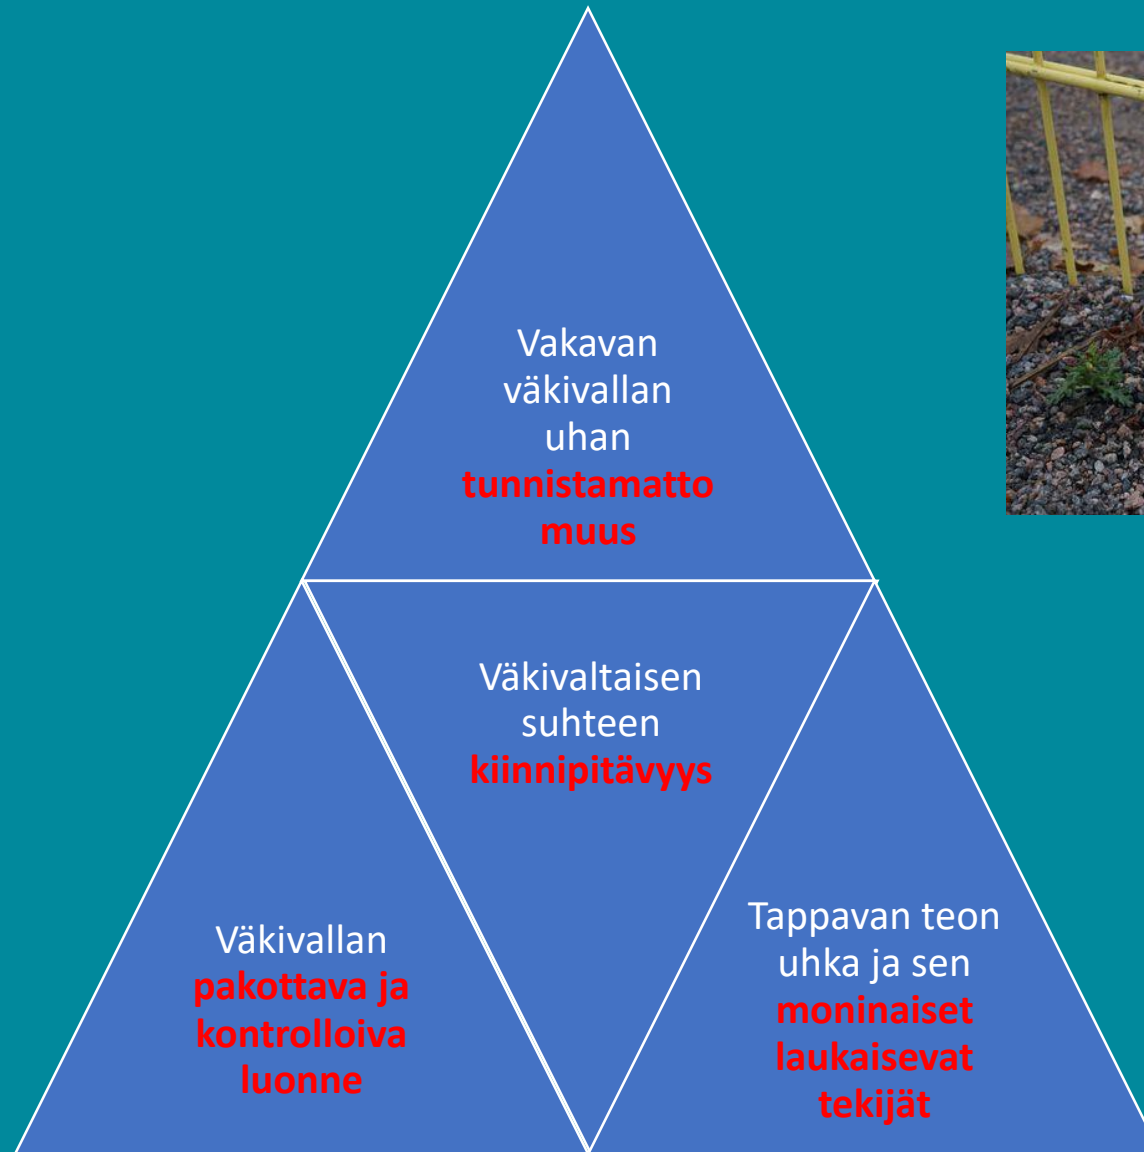 Vakavan
väkivallan
uhan
tunnistamatto
muus
Väkivaltaisen
suhteen
kiinnipitävyys
Väkivallan
pakottava ja
kontrolloiva
luonne
Tappavan teon
uhka ja sen
moninaiset
laukaisevat
tekijät